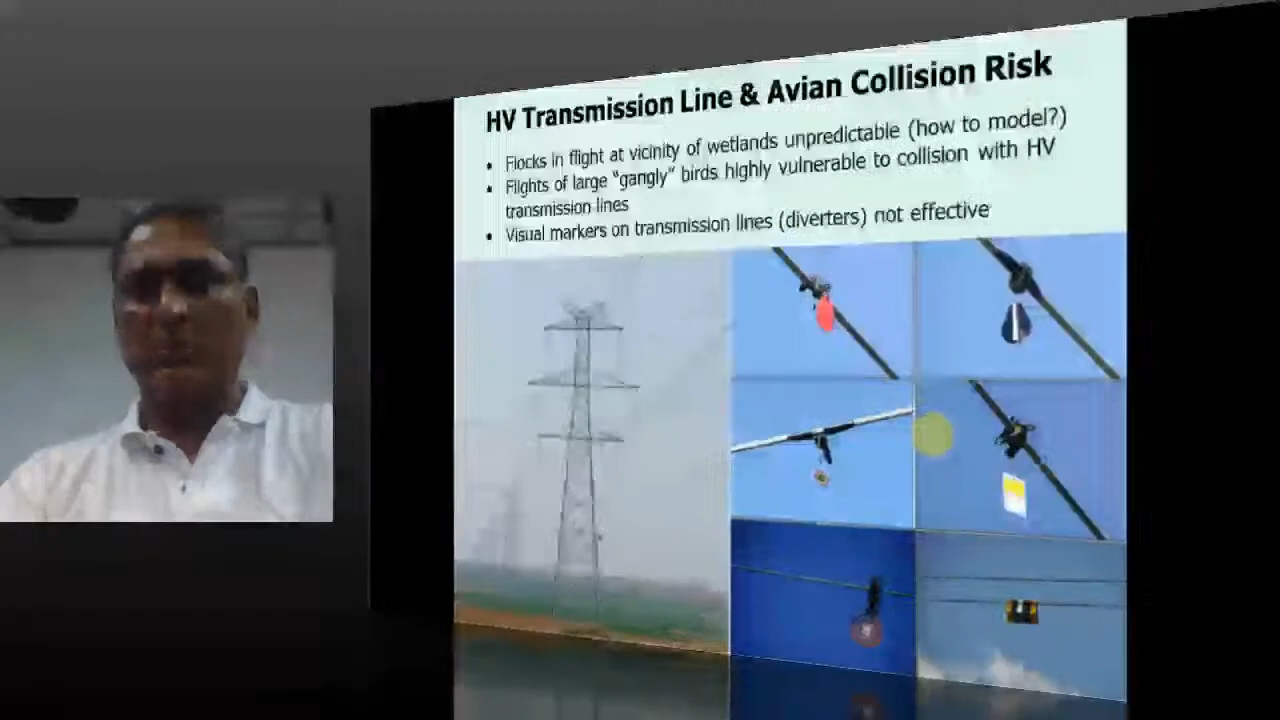 HV Transmission Line & Avian Collision Risk
• Flocks in flight at vicinity of wetlands unpredictable (how to model?)
• Flights of large “gangly” birds highly vulnerable to collision with HV
transmission lines
• Visual markers on transmission lines (diverters) not effective